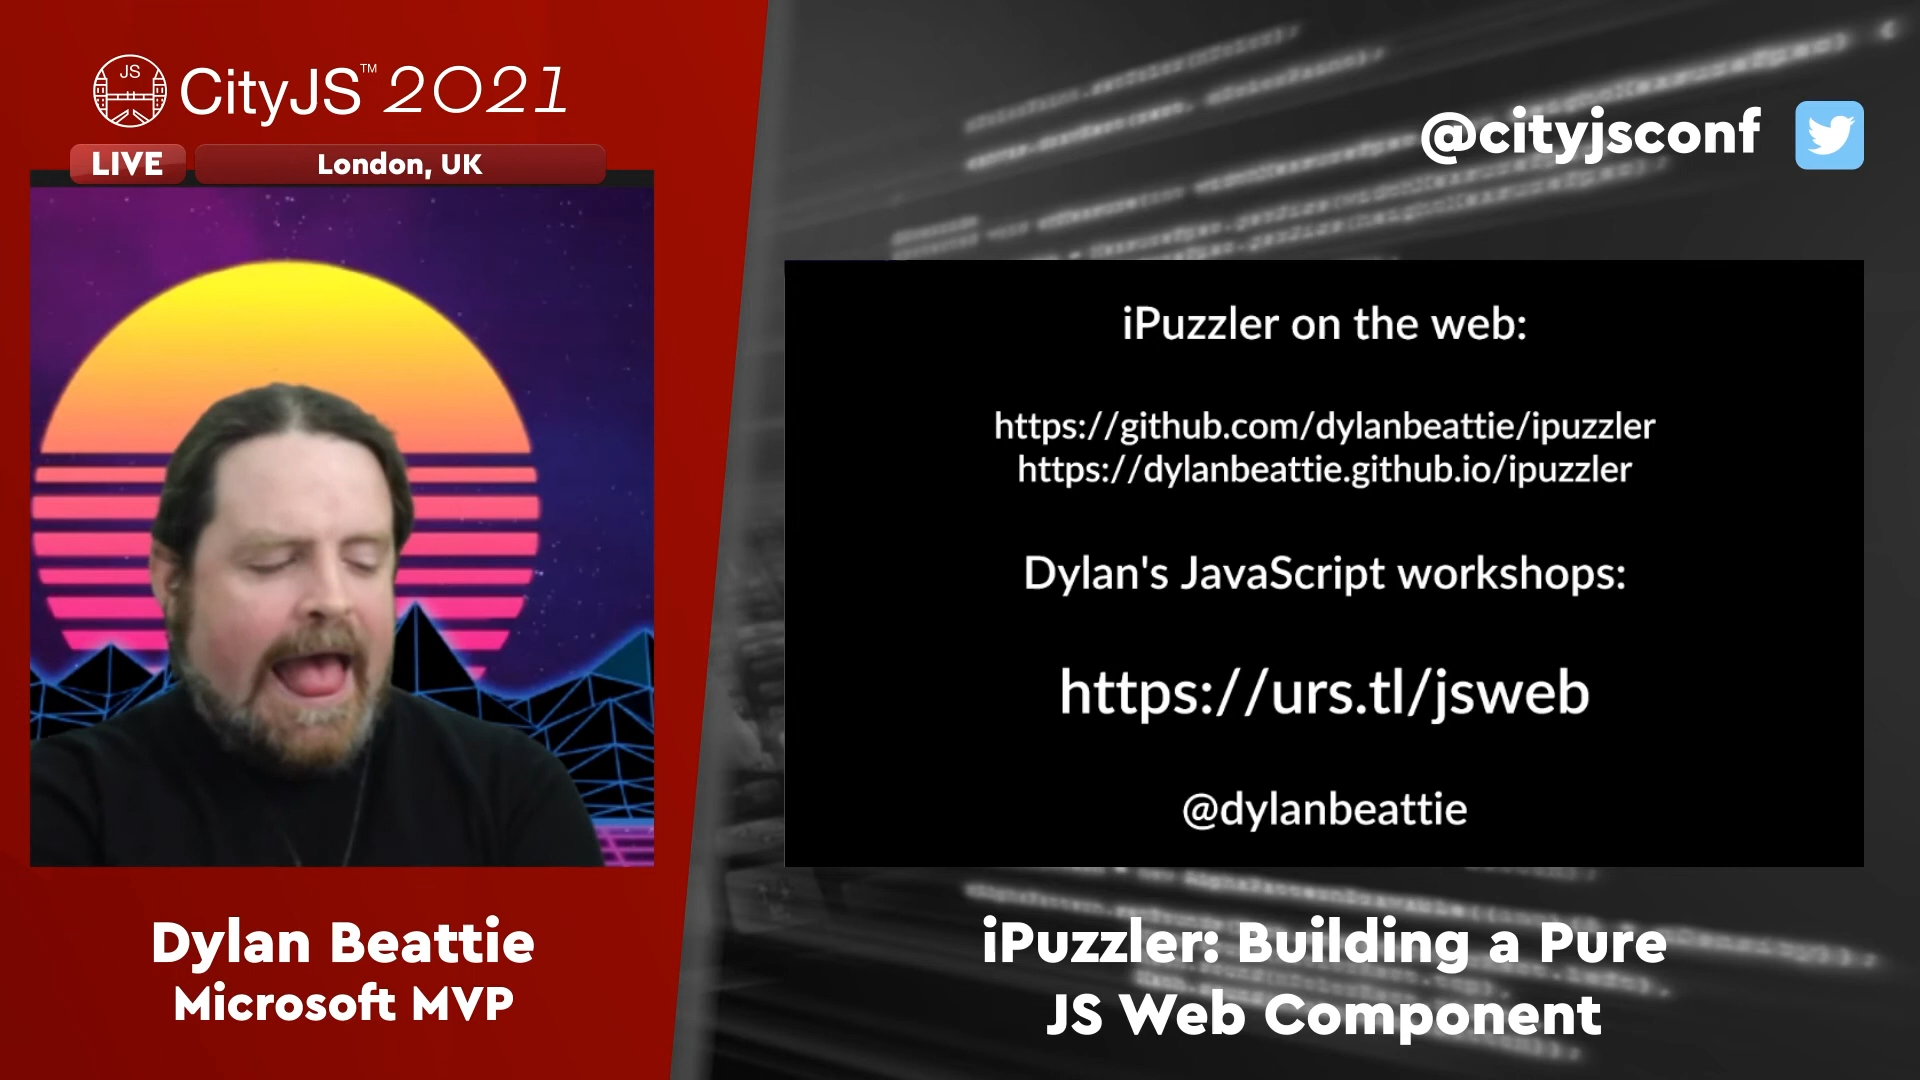 JS
CityJS™ 2021
LIVE
London, UK
@cityjsconf
iPuzzler on the web:
https://github.com/dylanbeattie/ipuzzler
https://dylanbeattie.github.io/ipuzzler
Dylan's JavaScript workshops:
https://urs.tl/jsweb
@dylanbeattie
Dylan Beattie
Microsoft MVP
iPuzzler: Building a Pure
JS Web Component